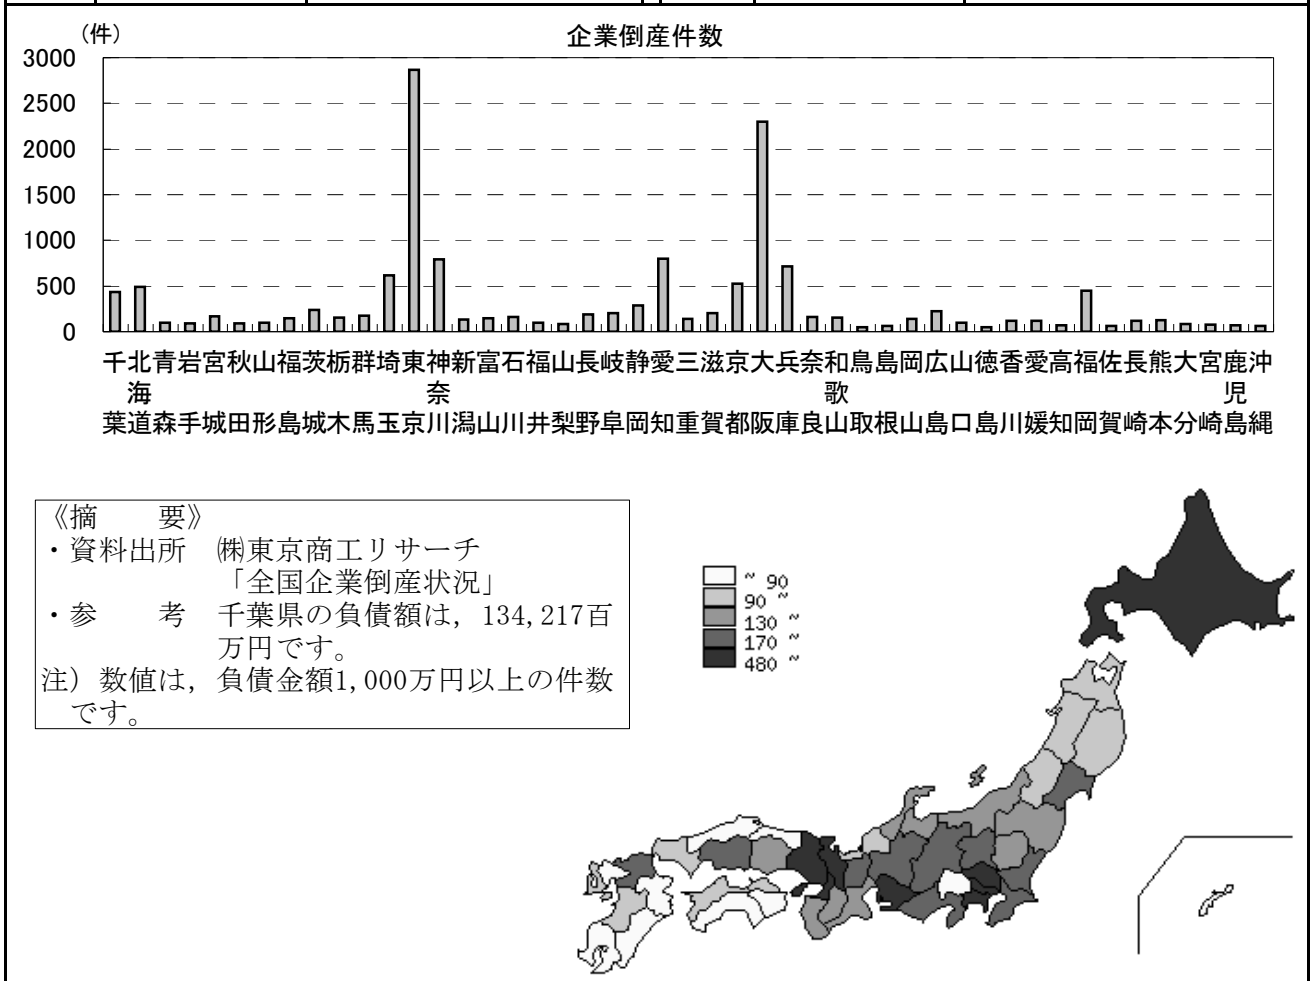 (件)
企業倒産件数
3000
2500
2000
1500
1000
500
0
千北青岩宮秋山福茨栃群埼東神新富石福山長岐静愛三滋京大兵奈和鳥島岡広山徳香愛高福佐長熊大宮鹿沖
海 奈 歌 児
葉道森手城田形島城木馬玉京川潟山川井梨野阜岡知重賀都阪庫良山取根山島口島川媛知岡賀崎本分崎島縄
《摘　　要》
・資料出所　㈱東京商工リサーチ
「全国企業倒産状況」
・参　　考　千葉県の負債額は，134,217百
万円です。
注）数値は，負債金額1,000万円以上の件数
です。
~ 90
90 ~
130 ~
170 ~
480 ~